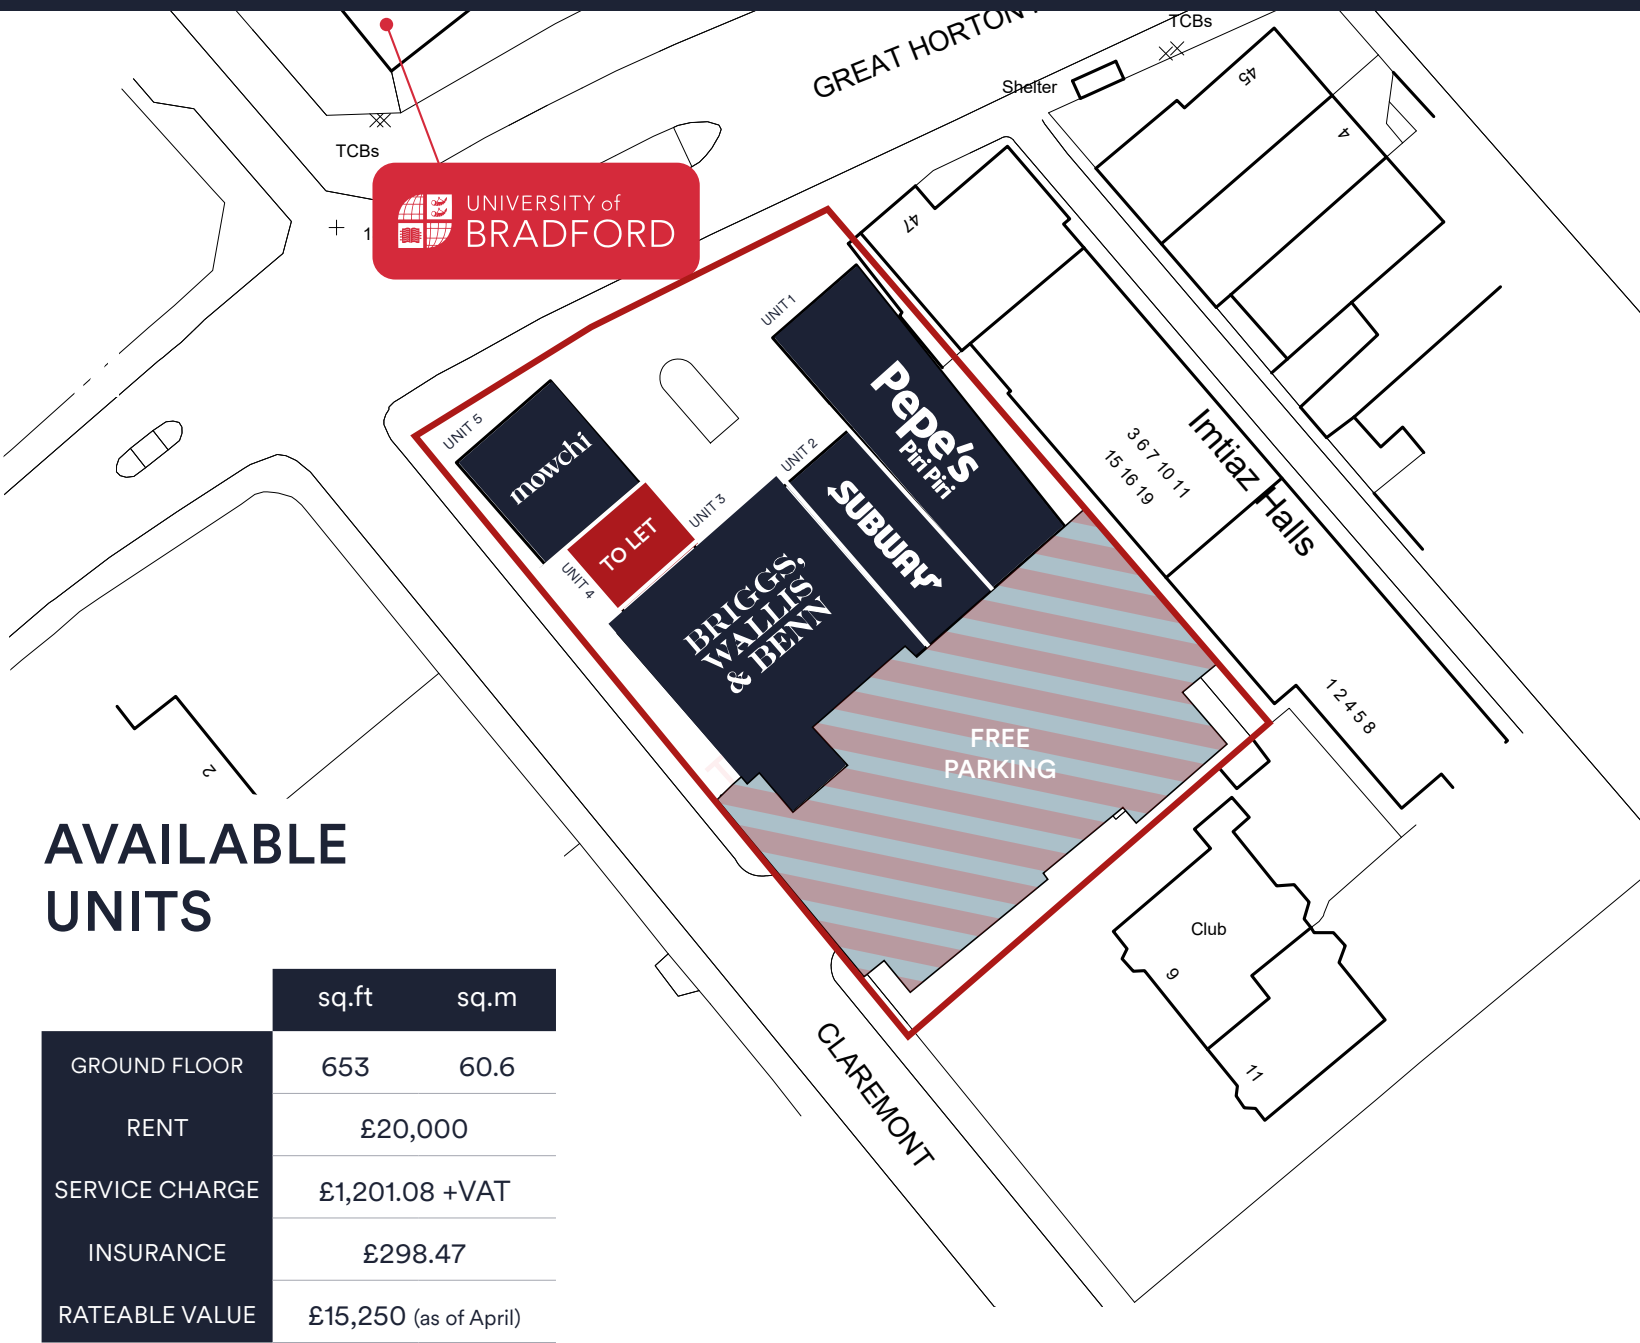 GREAT HORTON
TCBs
Shelter
45
4
TCBs
1
UNIVERSITY of
BRADFORD
47
UNIT 1
Pepe's
Piri Piri
UNIT 2
SUBWAY
UNIT 5
mowchi
UNIT 3
TO LET
UNIT 4
BRIGGS,
WALLIS
& BENN
3 6 7 10 11
15 16 19
Imtiaz Halls
1 2 4 5 8
FREE
PARKING
2
Club
9
11
CLAREMONT
AVAILABLE
UNITS
sq.ft sq.m
GROUND FLOOR 653 60.6
RENT £20,000
SERVICE CHARGE £1,201.08 +VAT
INSURANCE £298.47
RATEABLE VALUE £15,250 (as of April)